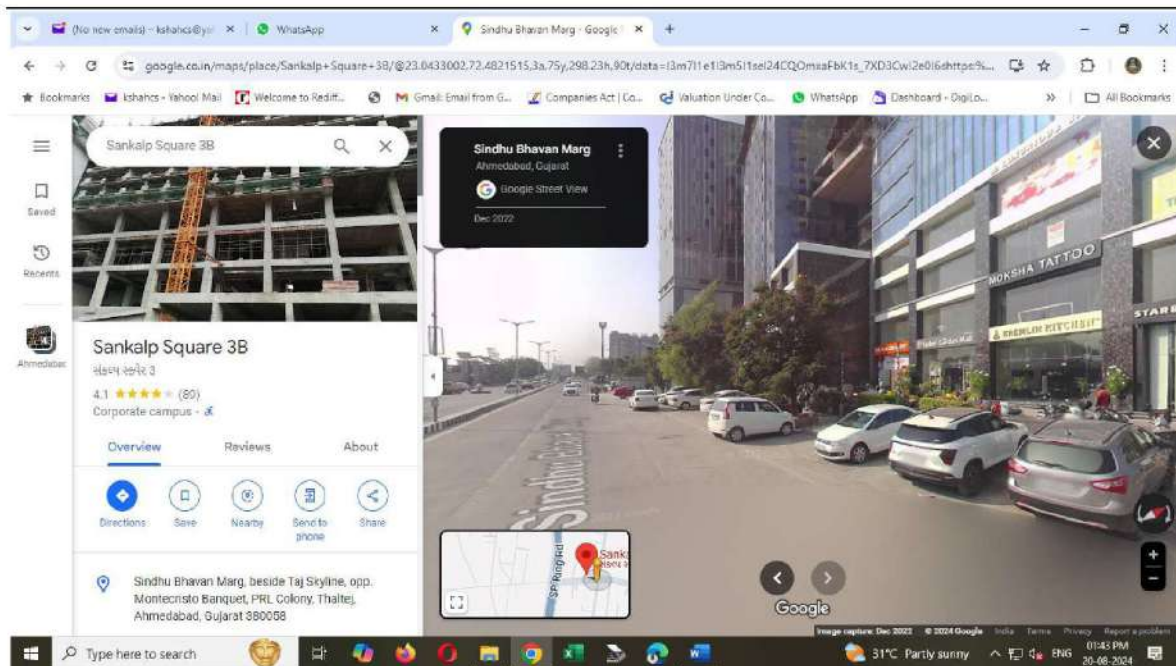 (No new emails) - kshahcs@ya
WhatsApp
Sindhu Bhavan Marg - Google
google.co.in/maps/place/Sankalp+Square+3B/@23.0433002,72.4821515,3a,75y,298.23h,90t/data=
Bookmarks
kshahcs - Yahoo! Mail
Welcome to Rediff...
Gmail: Email from G...
Companies Act | Co...
Valuation Under Co...
WhatsApp
Dashboard - DigiLo...
All Bookmarks
Sankalp Square 3B
Saved
Recents
Ahmedabad
Sankalp Square 3B
સંકલ્પ સ્ક્વેર 3
4.1 (89)
Corporate campus
Overview
Reviews
About
Directions
Save
Nearby
Send to
phone
Share
Sindhu Bhavan Marg, beside Taj Skyline, opp.
Montecristo Banquet, PRL Colony, Thaltej,
Ahmedabad, Gujarat 380058
Sindhu Bhavan Marg
Ahmedabad, Gujarat
Google Street View
Dec 2022
MOKSHA TATTOO
KREMLIN KITCHEN
STARB
Sindhu Bhavan
SP Ring Rd
Sanka
Google
Image capture: Dec 2022 © 2024 Google India Terms Privacy Report a problem
Type here to search
31°C Partly sunny
ENG
01:43 PM
20-08-2024